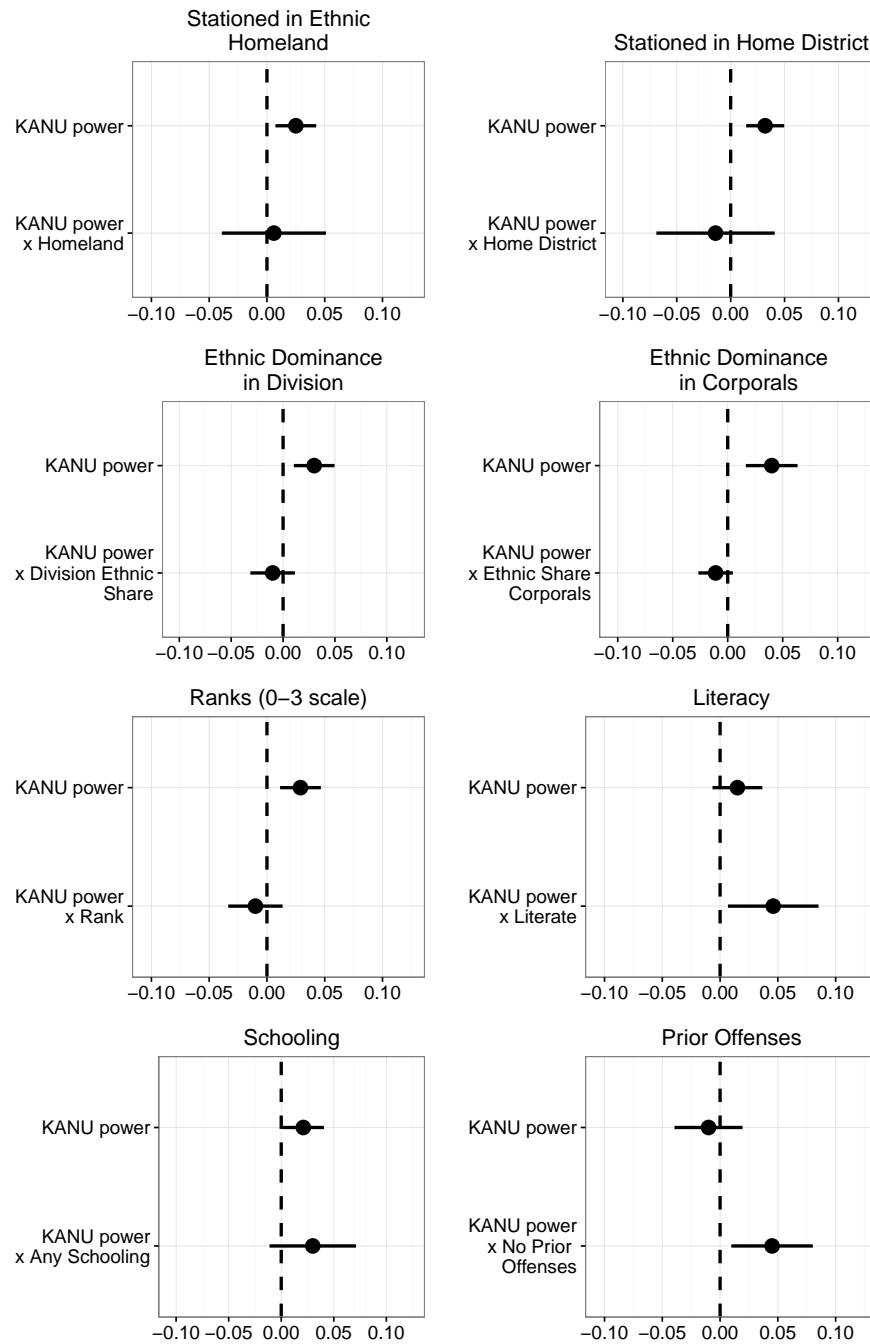 Stationed in Ethnic
Homeland
KANU power
KANU power
x Homeland
−0.10 −0.05 0.00 0.05 0.10
Stationed in Home District
KANU power
KANU power
x Home District
−0.10 −0.05 0.00 0.05 0.10
Ethnic Dominance
in Division
KANU power
KANU power
x Division Ethnic
Share
−0.10 −0.05 0.00 0.05 0.10
Ethnic Dominance
in Corporals
KANU power
KANU power
x Ethnic Share
Corporals
−0.10 −0.05 0.00 0.05 0.10
Ranks (0−3 scale)
KANU power
KANU power
x Rank
−0.10 −0.05 0.00 0.05 0.10
Literacy
KANU power
KANU power
x Literate
−0.10 −0.05 0.00 0.05 0.10
Schooling
KANU power
KANU power
x Any Schooling
−0.10 −0.05 0.00 0.05 0.10
Prior Offenses
KANU power
KANU power
x No Prior
Offenses
−0.10 −0.05 0.00 0.05 0.10